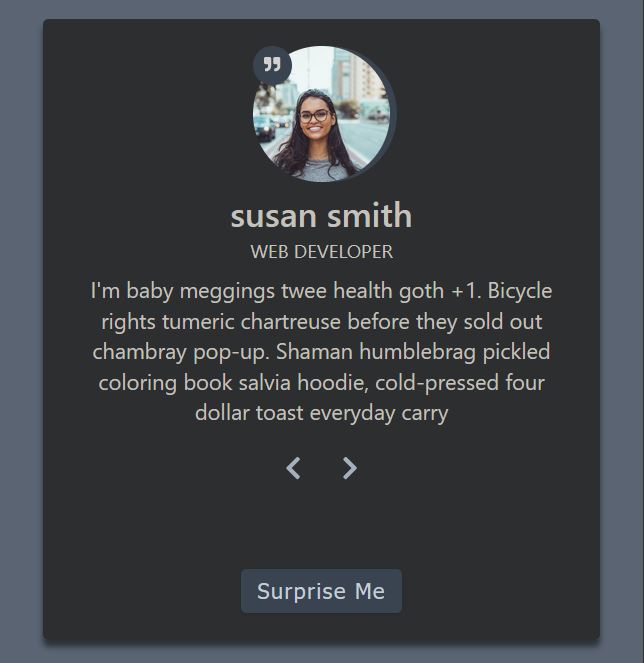 susan smith
WEB DEVELOPER
I'm baby meggings twee health goth +1. Bicycle
rights tumeric chartreuse before they sold out
chambray pop-up. Shaman humblebrag pickled
coloring book salvia hoodie, cold-pressed four
dollar toast everyday carry
Surprise Me